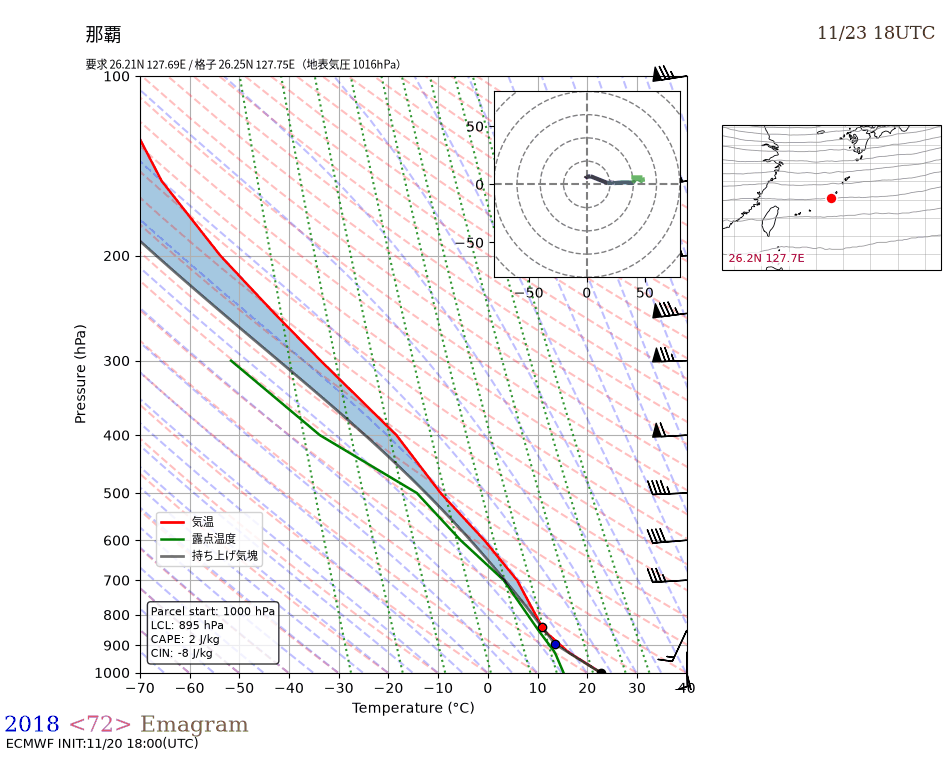 那覇
11/23 18UTC
要求 26.21N 127.69E / 格子 26.25N 127.75E（地表気圧 1016hPa）
100
200
300
400
500
600
700
800
900
1000
Pressure (hPa)
50
0
−50
−50
0
50
26.2N 127.7E
気温
露点温度
持ち上げ気塊
Parcel start: 1000 hPa
LCL: 895 hPa
CAPE: 2 J/kg
CIN: -8 J/kg
−70
−60
−50
−40
−30
−20
−10
0
10
20
30
40
Temperature (°C)
2018 <72> Emagram
ECMWF INIT:11/20 18:00(UTC)